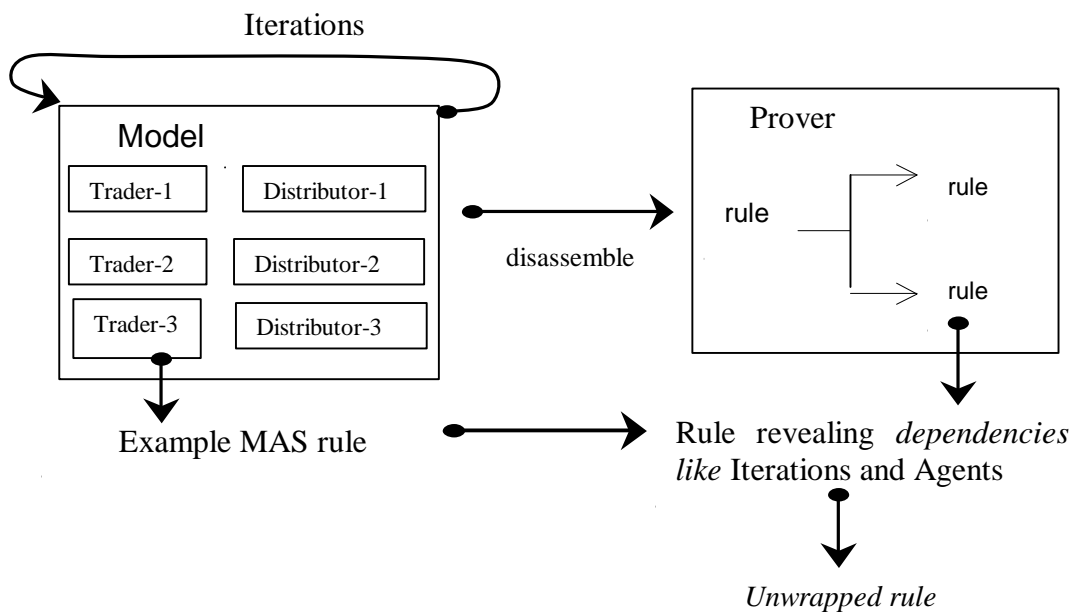 Iterations
Model
Prover
Trader-1
Distributor-1
rule
rule
Trader-2
Distributor-2
disassemble
Trader-3
Distributor-3
rule
Example MAS rule
Rule revealing dependencies
like Iterations and Agents
Unwrapped rule